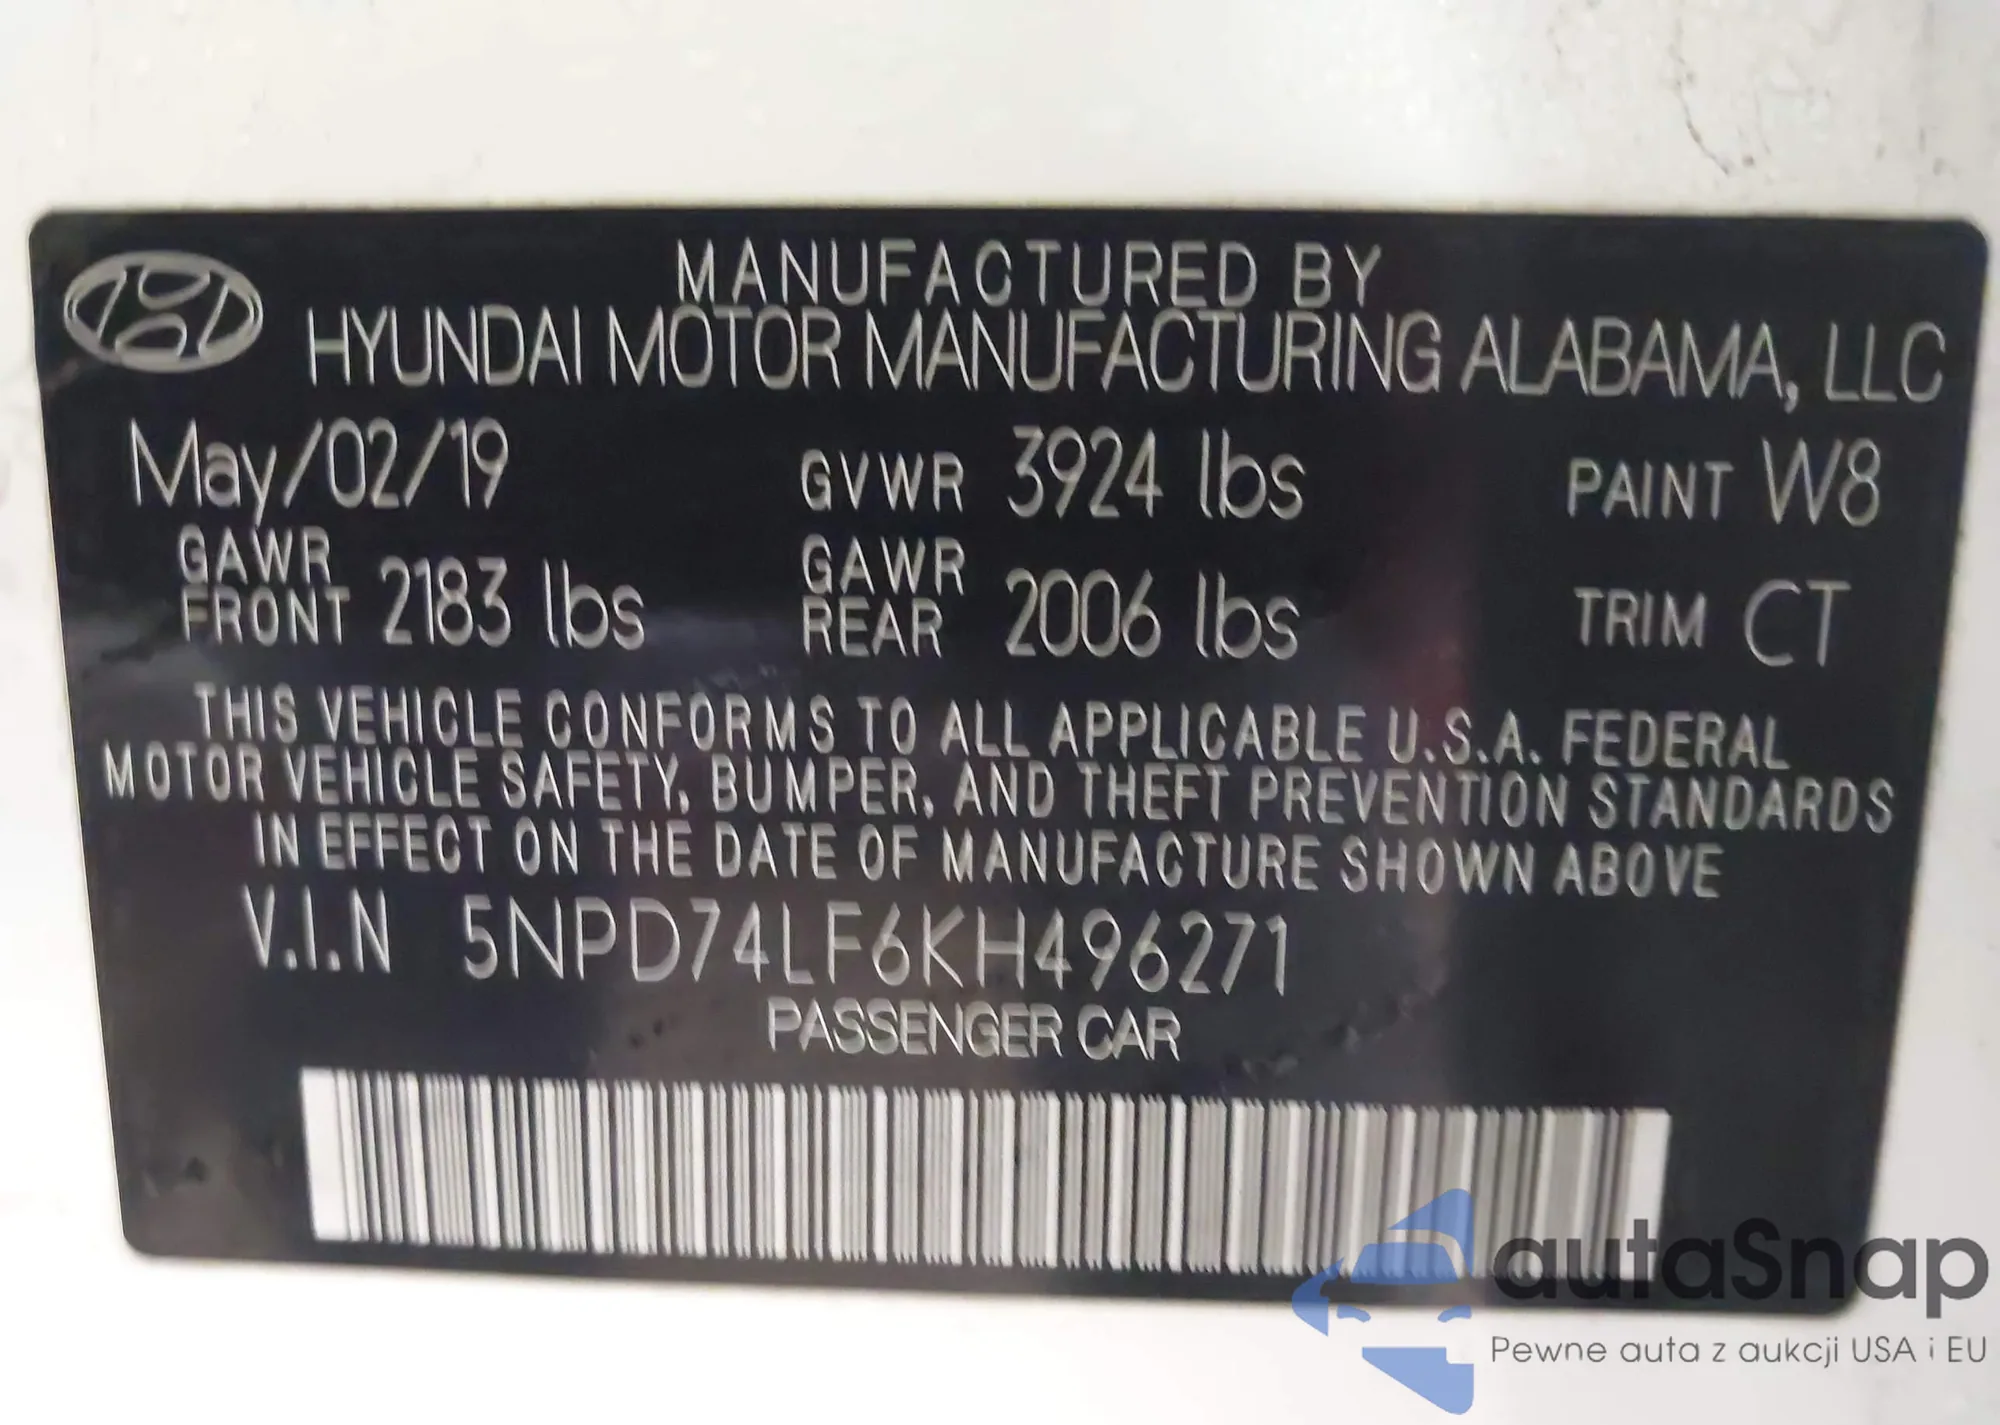 MANUFACTURED BY
HYUNDAI MOTOR MANUFACTURING ALABAMA, LLC
May/02/19 GVWR 3924 lbs PAINT W8
GAWR FRONT 2183 lbs GAWR REAR 2006 lbs TRIM CT
THIS VEHICLE CONFORMS TO ALL APPLICABLE U.S.A. FEDERAL
MOTOR VEHICLE SAFETY, BUMPER, AND THEFT PREVENTION STANDARDS
IN EFFECT ON THE DATE OF MANUFACTURE SHOWN ABOVE
V.I.N 5NPD74LF6KH496271
PASSENGER CAR
autaSnap
Pewne auta z aukcji USA i EU